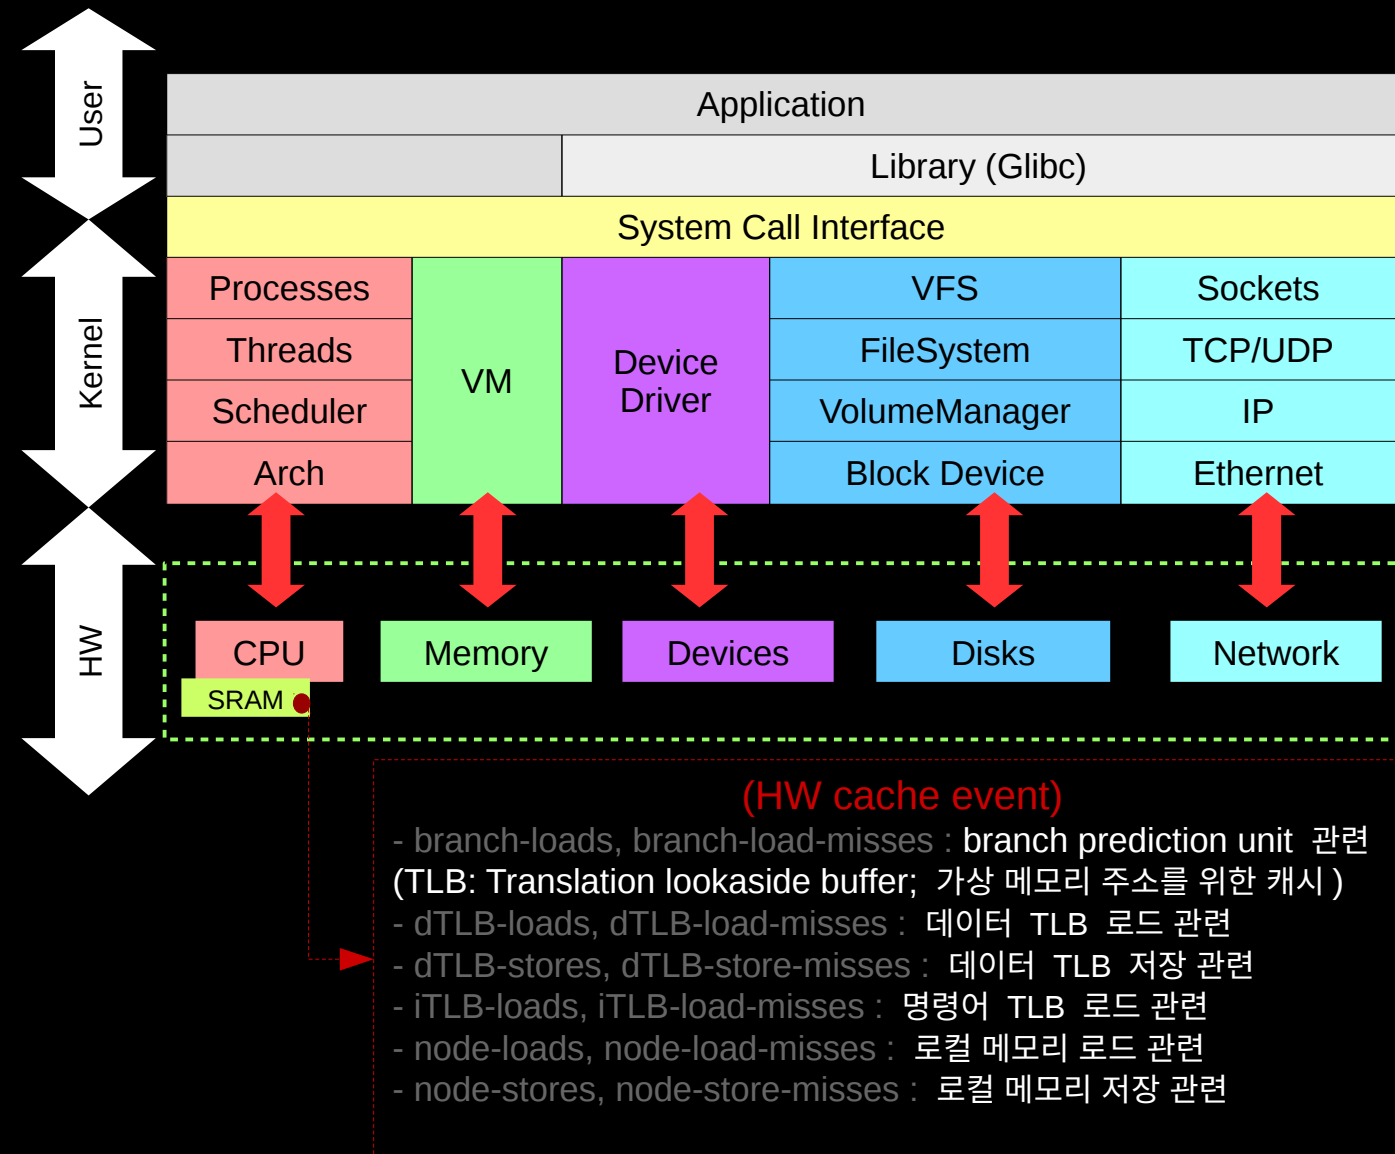 User
Application
Library (Glibc)
System Call Interface
Kernel
Processes
Threads
Scheduler
Arch
VM
Device
Driver
VFS
FileSystem
VolumeManager
Block Device
Sockets
TCP/UDP
IP
Ethernet
HW
CPU
SRAM
Memory
Devices
Disks
Network
(HW cache event)
- branch-loads, branch-load-misses : branch prediction unit 관련
(TLB: Translation lookaside buffer; 가상 메모리 주소를 위한 캐시)
- dTLB-loads, dTLB-load-misses : 데이터 TLB 로드 관련
- dTLB-stores, dTLB-store-misses : 데이터 TLB 저장 관련
- iTLB-loads, iTLB-load-misses : 명령어 TLB 로드 관련
- node-loads, node-load-misses : 로컬 메모리 로드 관련
- node-stores, node-store-misses : 로컬 메모리 저장 관련